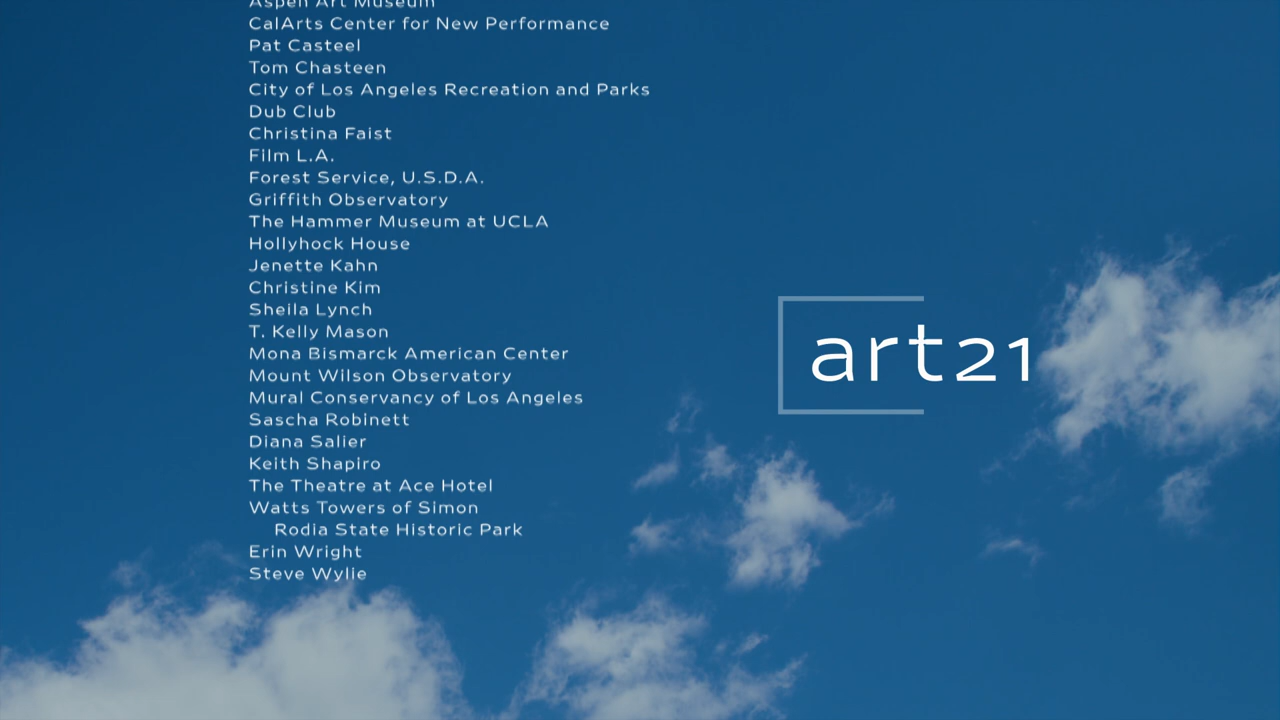 Aspen Art Museum
CalArts Center for New Performance
Pat Casteel
Tom Chasteen
City of Los Angeles Recreation and Parks
Dub Club
Christina Faist
Film L.A.
Forest Service, U.S.D.A.
Griffith Observatory
The Hammer Museum at UCLA
Hollyhock House
Jenette Kahn
Christine Kim
Sheila Lynch
T. Kelly Mason
Mona Bismarck American Center
Mount Wilson Observatory
Mural Conservancy of Los Angeles
Sascha Robinett
Diana Salier
Keith Shapiro
The Theatre at Ace Hotel
Watts Towers of Simon
Rodia State Historic Park
Erin Wright
Steve Wylie
art21